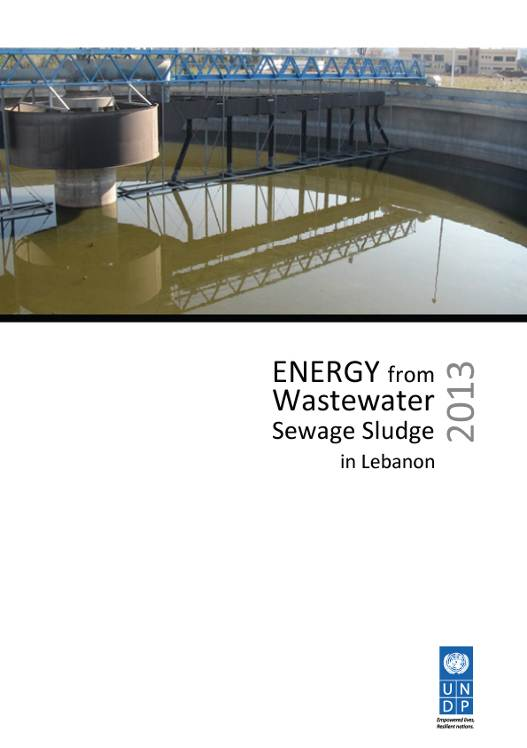 ENERGY from
Wastewater
Sewage Sludge
in Lebanon
2013
U N
D P
Empowered lives.
Resilient nations.